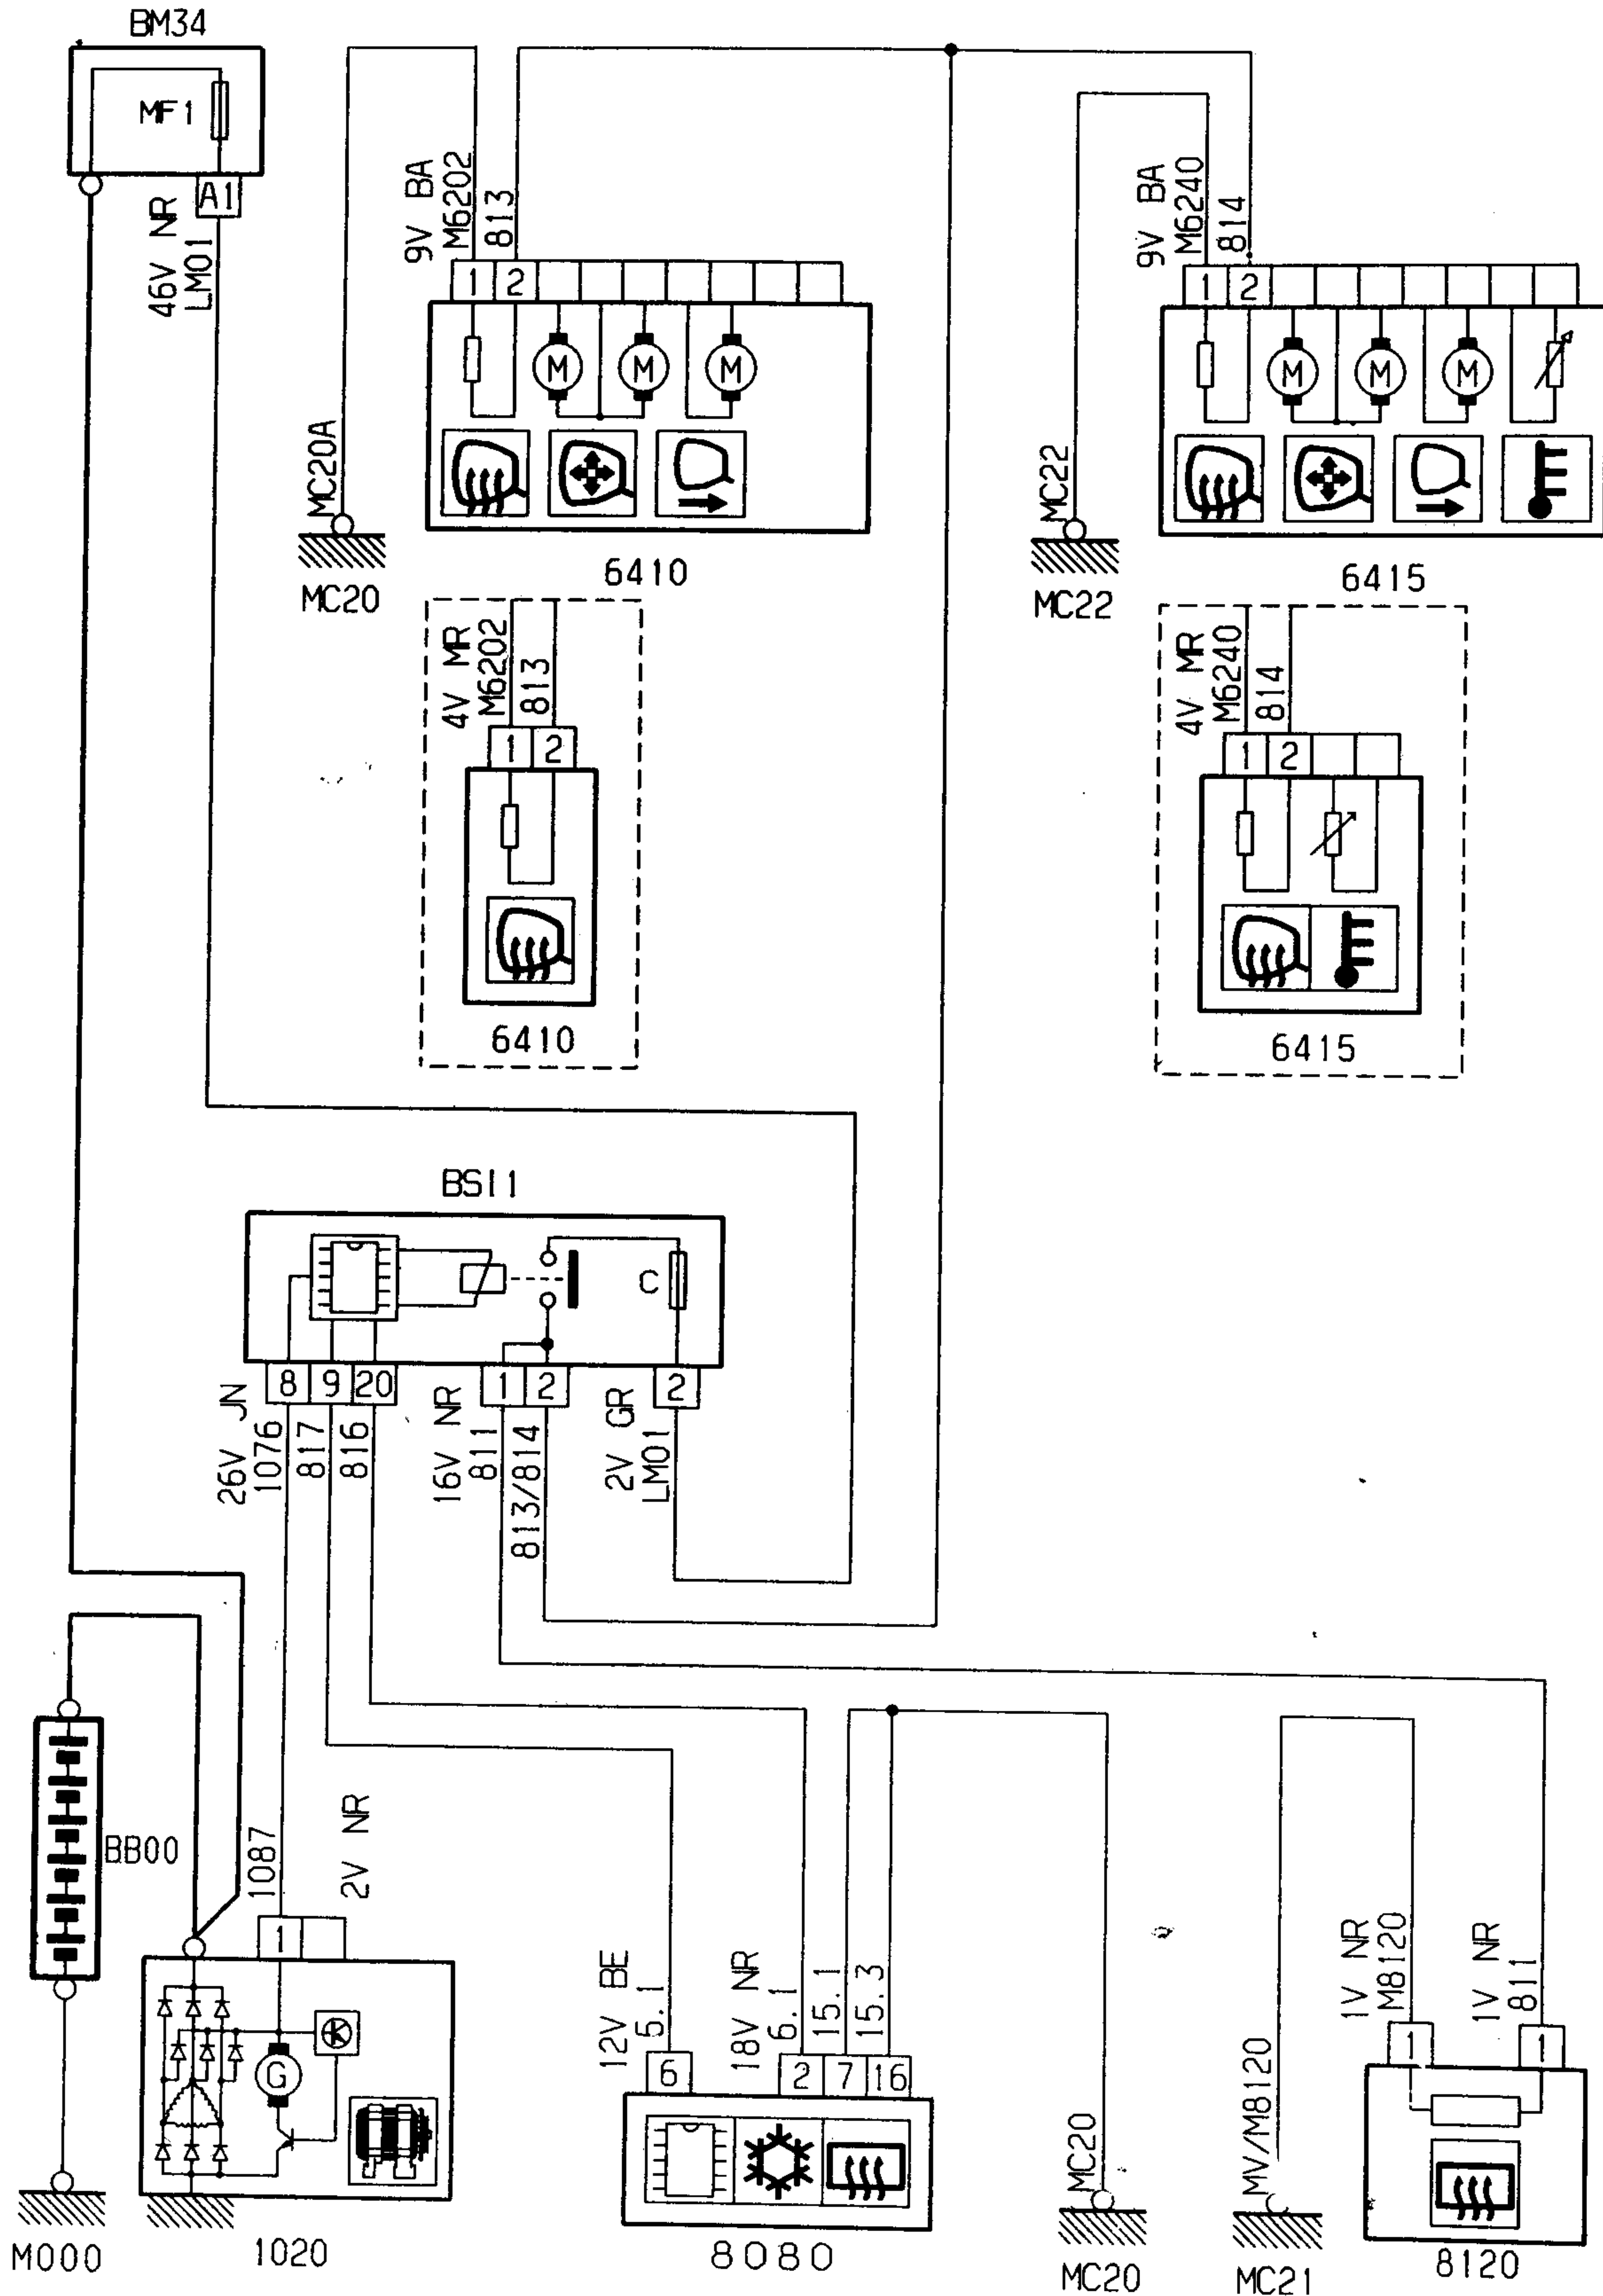 BM34
MF1
A1
46V NR
LM01
9V BA
M6202
813
1 2
M M M
MC20A
MC20
6410
9V BA
M6240
814
1 2
M M M
MC22
MC22
6415
4V MR
M6202
813
1 2
6410
4V MR
M6240
814
1 2
6415
BSI1
C
8 9 20
1 2
2
26V JN
1076
817
816
16V NR
811
813/814
2V GR
LM01
BB00
M000
1087
2V NR
1
G
K
1020
12V BE
5.1
18V NR
6.1
15.1
15.3
6
2 7 16
8080
MC20
MC20
MV/M8120
MC21
1V NR
M8120
1V NR
811
1
1
8120